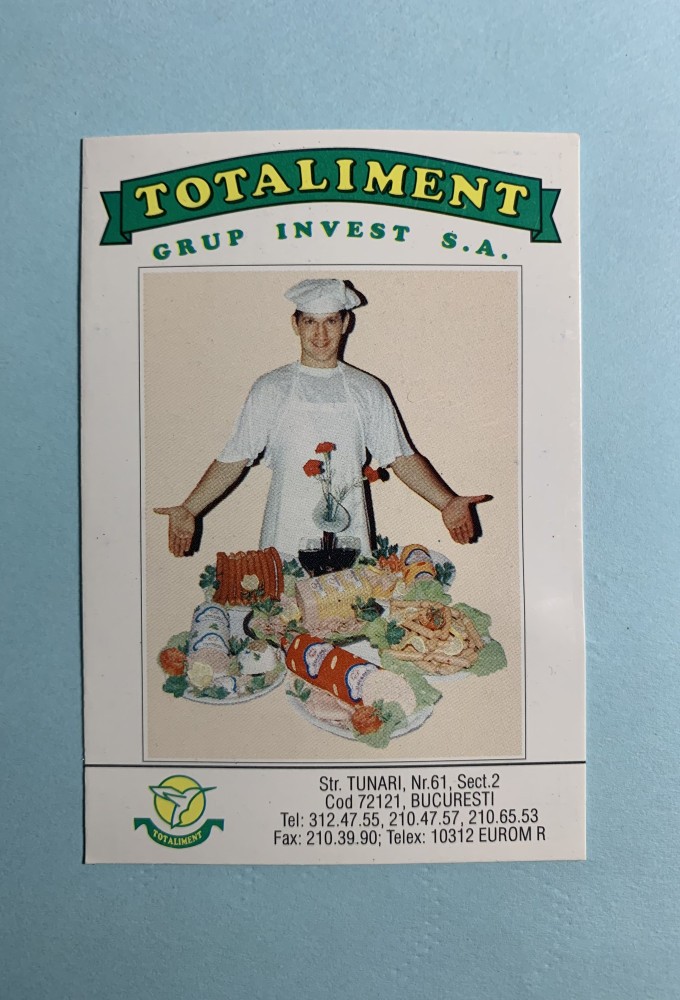 TOTALIMENT
GRUP INVEST S.A.
TOTALIMENT
Str. TUNARI, Nr.61, Sect.2
Cod 72121, BUCURESTI
Tel: 312.47.55, 210.47.57, 210.65.53
Fax: 210.39.90; Telex: 10312 EUROM R